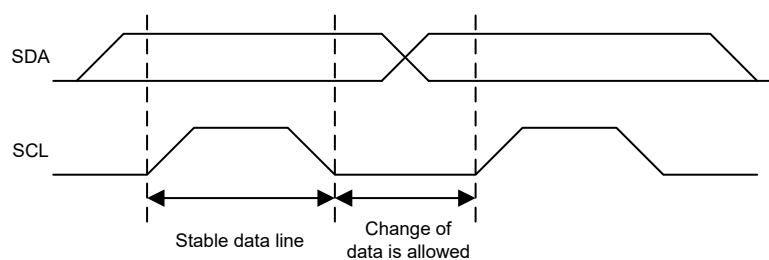 SDA
SCL
Stable data line
Change of
data is allowed